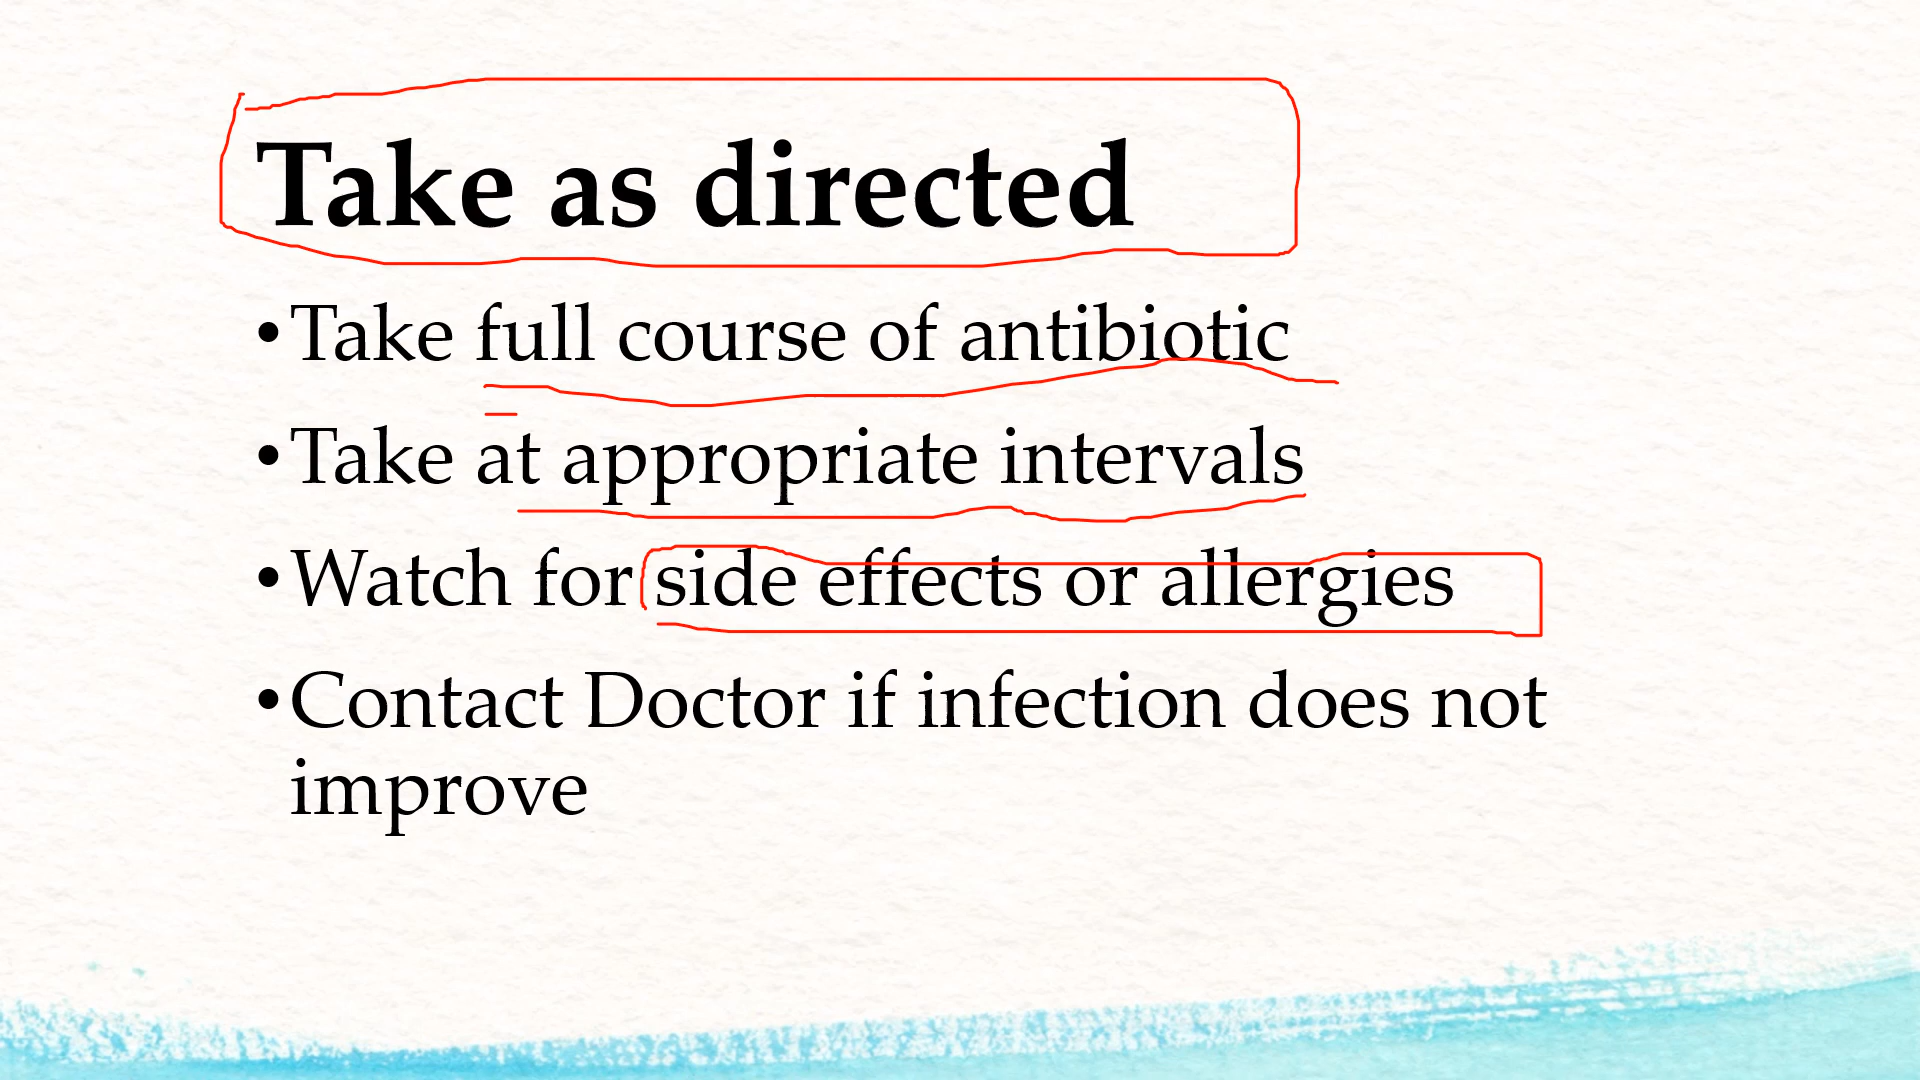 Take as directed
•Take full course of antibiotic
•Take at appropriate intervals
•Watch for side effects or allergies
•Contact Doctor if infection does not
improve